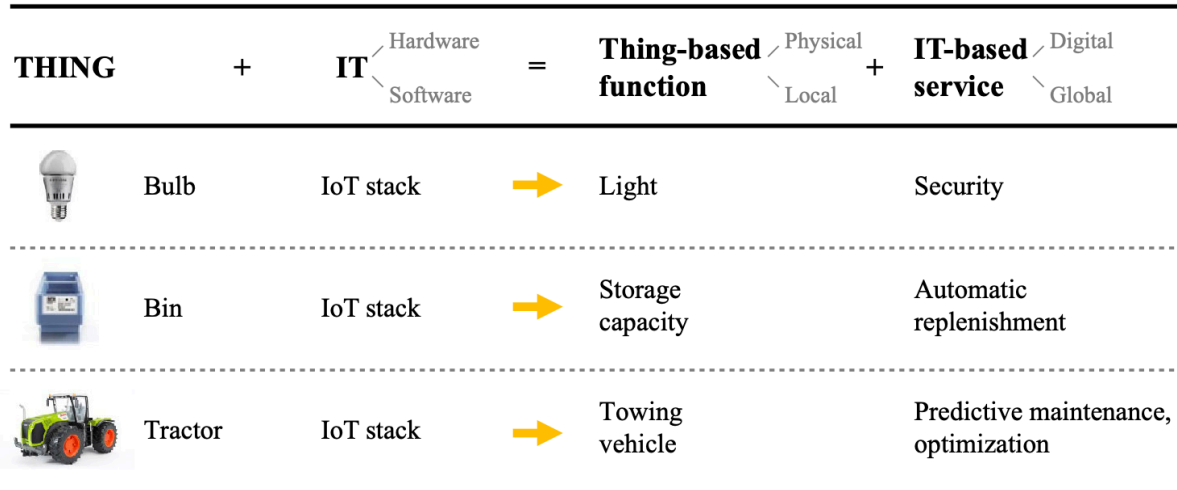 THING + IT Hardware Software = Thing-based function Physical Local + IT-based service Digital Global
Bulb IoT stack Light Security
Bin IoT stack Storage capacity Automatic replenishment
Tractor IoT stack Towing vehicle Predictive maintenance, optimization